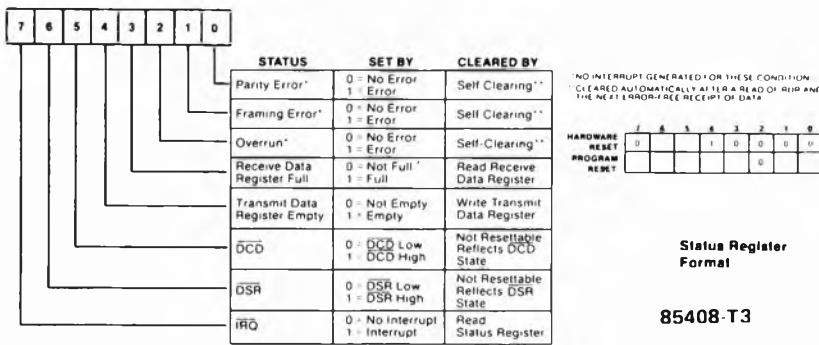 7 6 5 4 3 2 1 0
STATUS SET BY CLEARED BY
Parity Error* 0 = No Error Self Clearing**
1 = Error
Framing Error* 0 = No Error Self Clearing**
1 = Error
Overrun* 0 = No Error Self-Clearing**
1 = Error
Receive Data 0 = Not Full Read Receive
Register Full 1 = Full Data Register
Transmit Data 0 = Not Empty Write Transmit
Register Empty 1 = Empty Data Register
DCD 0 = DCD Low Not Resettable
1 = DCD High Reflects DCD
State
DSR 0 = DSR Low Not Resettable
1 = DSR High Reflects DSR
State
IRQ 0 = No Interrupt Read
1 = Interrupt Status Register
*NO INTERRUPT GENERATED FOR THESE CONDITION
**CLEARED AUTOMATICALLY AFTER A READ OF RDR AND
THE NEXT ERROR-FREE RECEIPT OF DATA
7 6 5 4 3 2 1 0
HARDWARE RESET 0 1 0 0 0 0
PROGRAM RESET 0
Status Register
Format
85408-T3